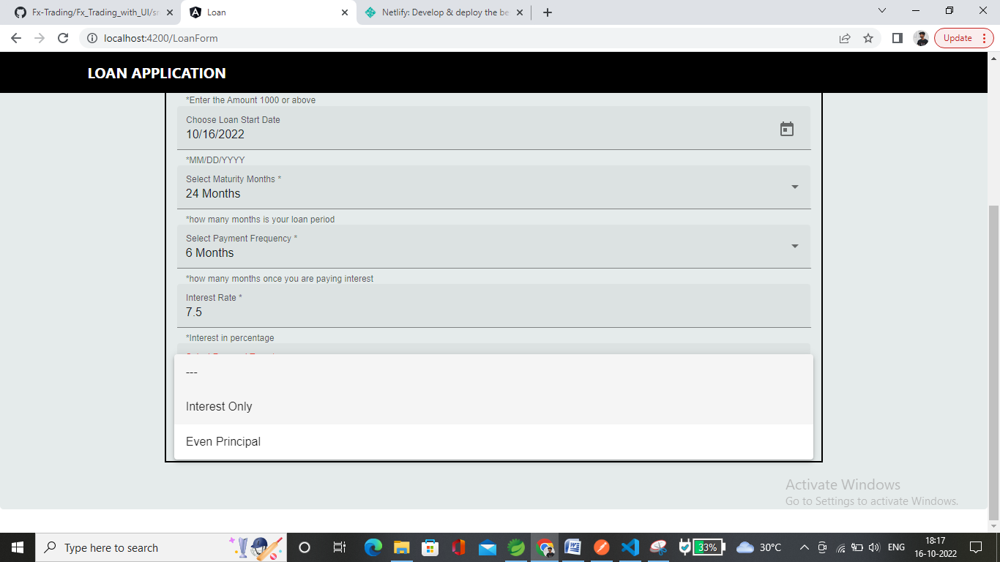 Fx-Trading/Fx_Trading_with_UI/sr
Loan
Netlify: Develop & deploy the be
localhost:4200/LoanForm
Update
LOAN APPLICATION
*Enter the Amount 1000 or above
Choose Loan Start Date
10/16/2022
*MM/DD/YYYY
Select Maturity Months *
24 Months
*how many months is your loan period
Select Payment Frequency *
6 Months
*how many months once you are paying interest
Interest Rate *
7.5
*Interest in percentage
---
Interest Only
Even Principal
Activate Windows
Go to Settings to activate Windows.
Type here to search
33%
30°C
ENG
18:17
16-10-2022